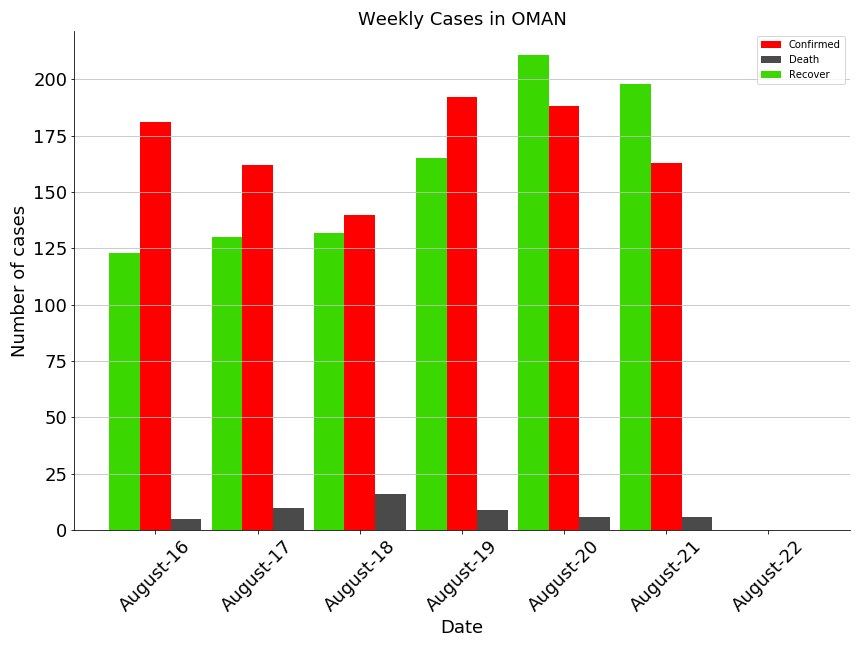 Weekly Cases in OMAN
Confirmed
Death
Recover
Number of cases
200
175
150
125
100
75
50
25
0
August-16
August-17
August-18
August-19
August-20
August-21
August-22
Date